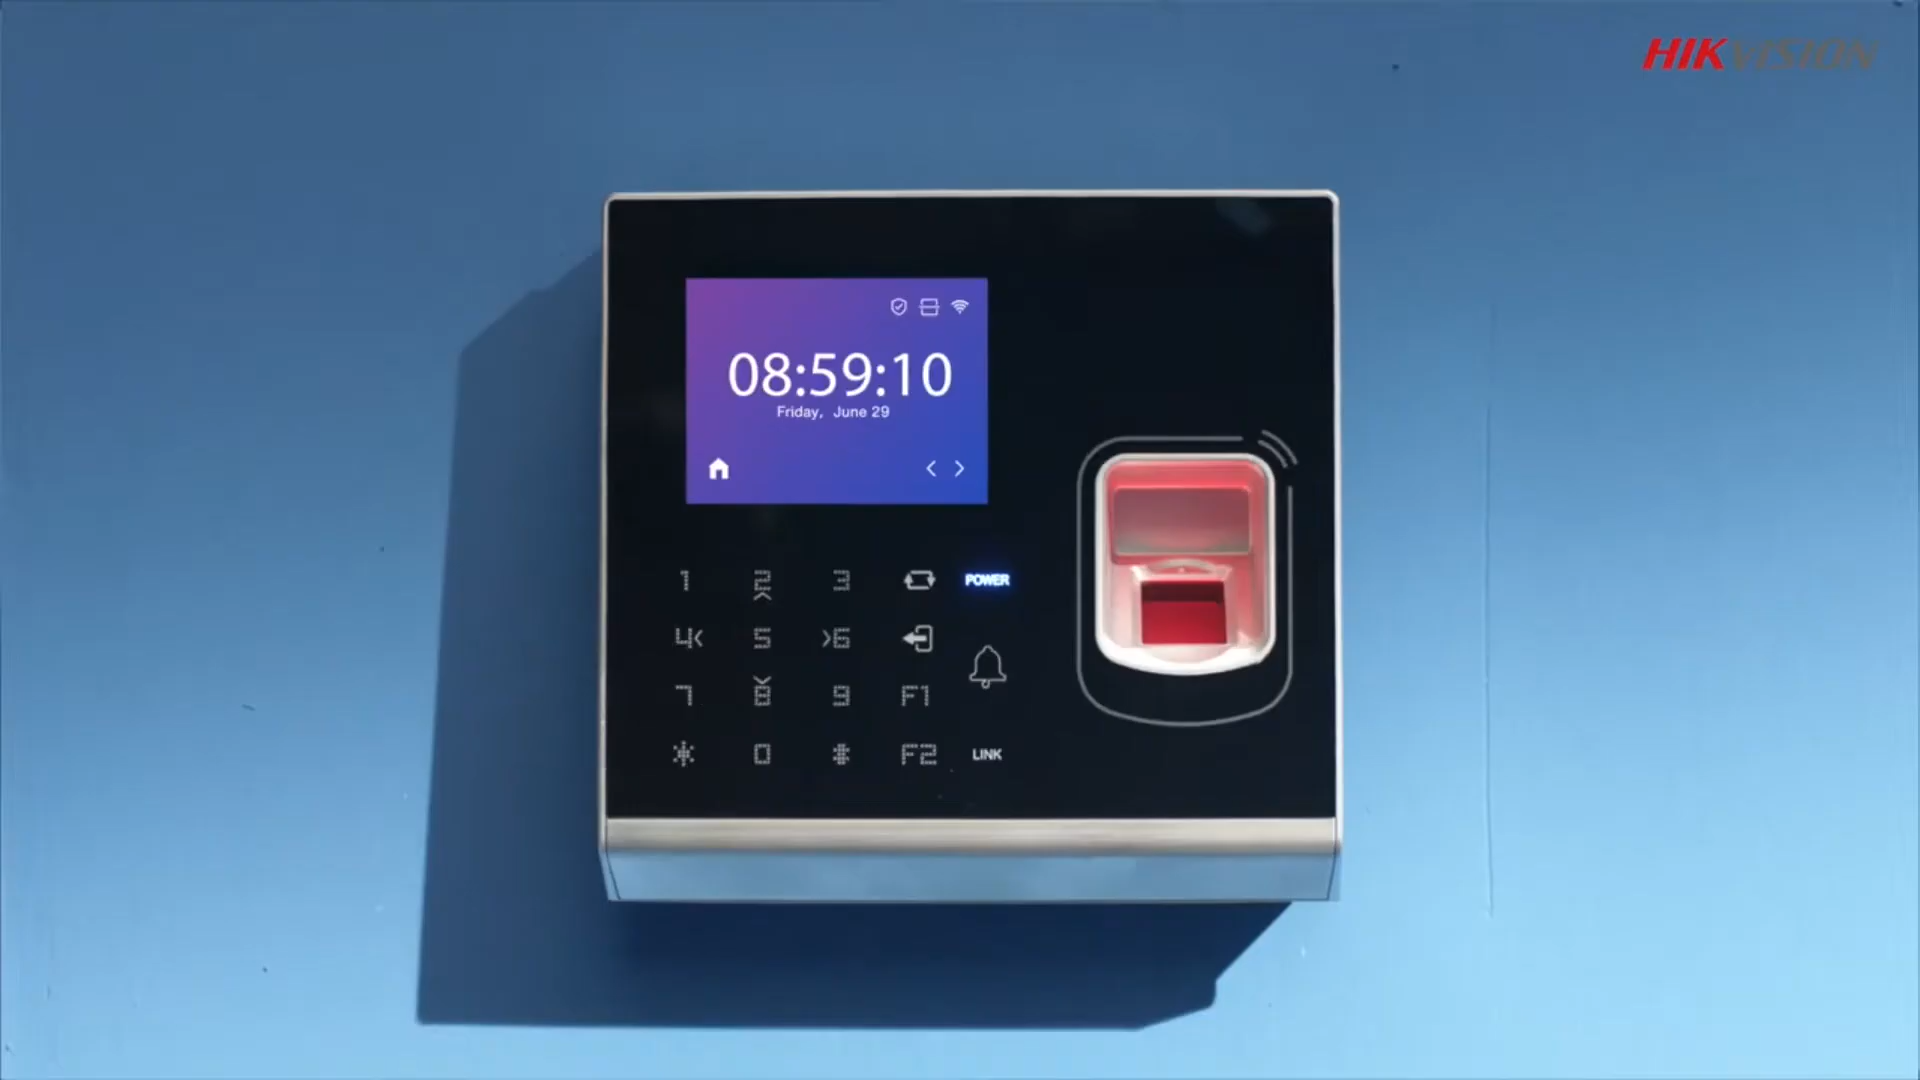 HIKVISION
08:59:10
Friday, June 29
1 2 3 POWER
4 5 6
7 8 9 F1
* 0 # F2 LINK